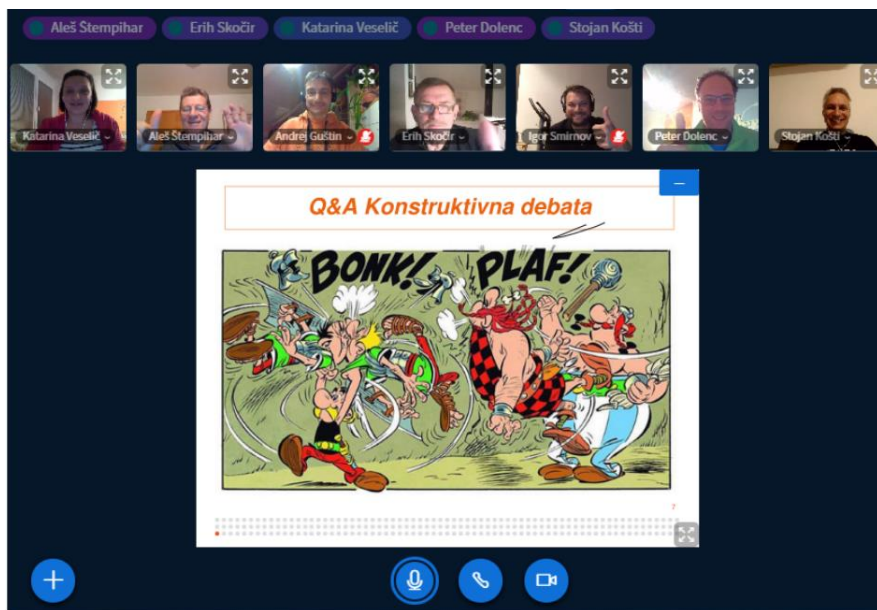 Aleš Štempihar Erih Skočir Katarina Veselič Peter Dolenc Stojan Košti
Katarina Veselič Aleš Štempihar Andrej Guštin Erih Skočir Igor Smirnov Peter Dolenc Stojan Košti
Q&A Konstruktivna debata
BONK! PLAF!
7